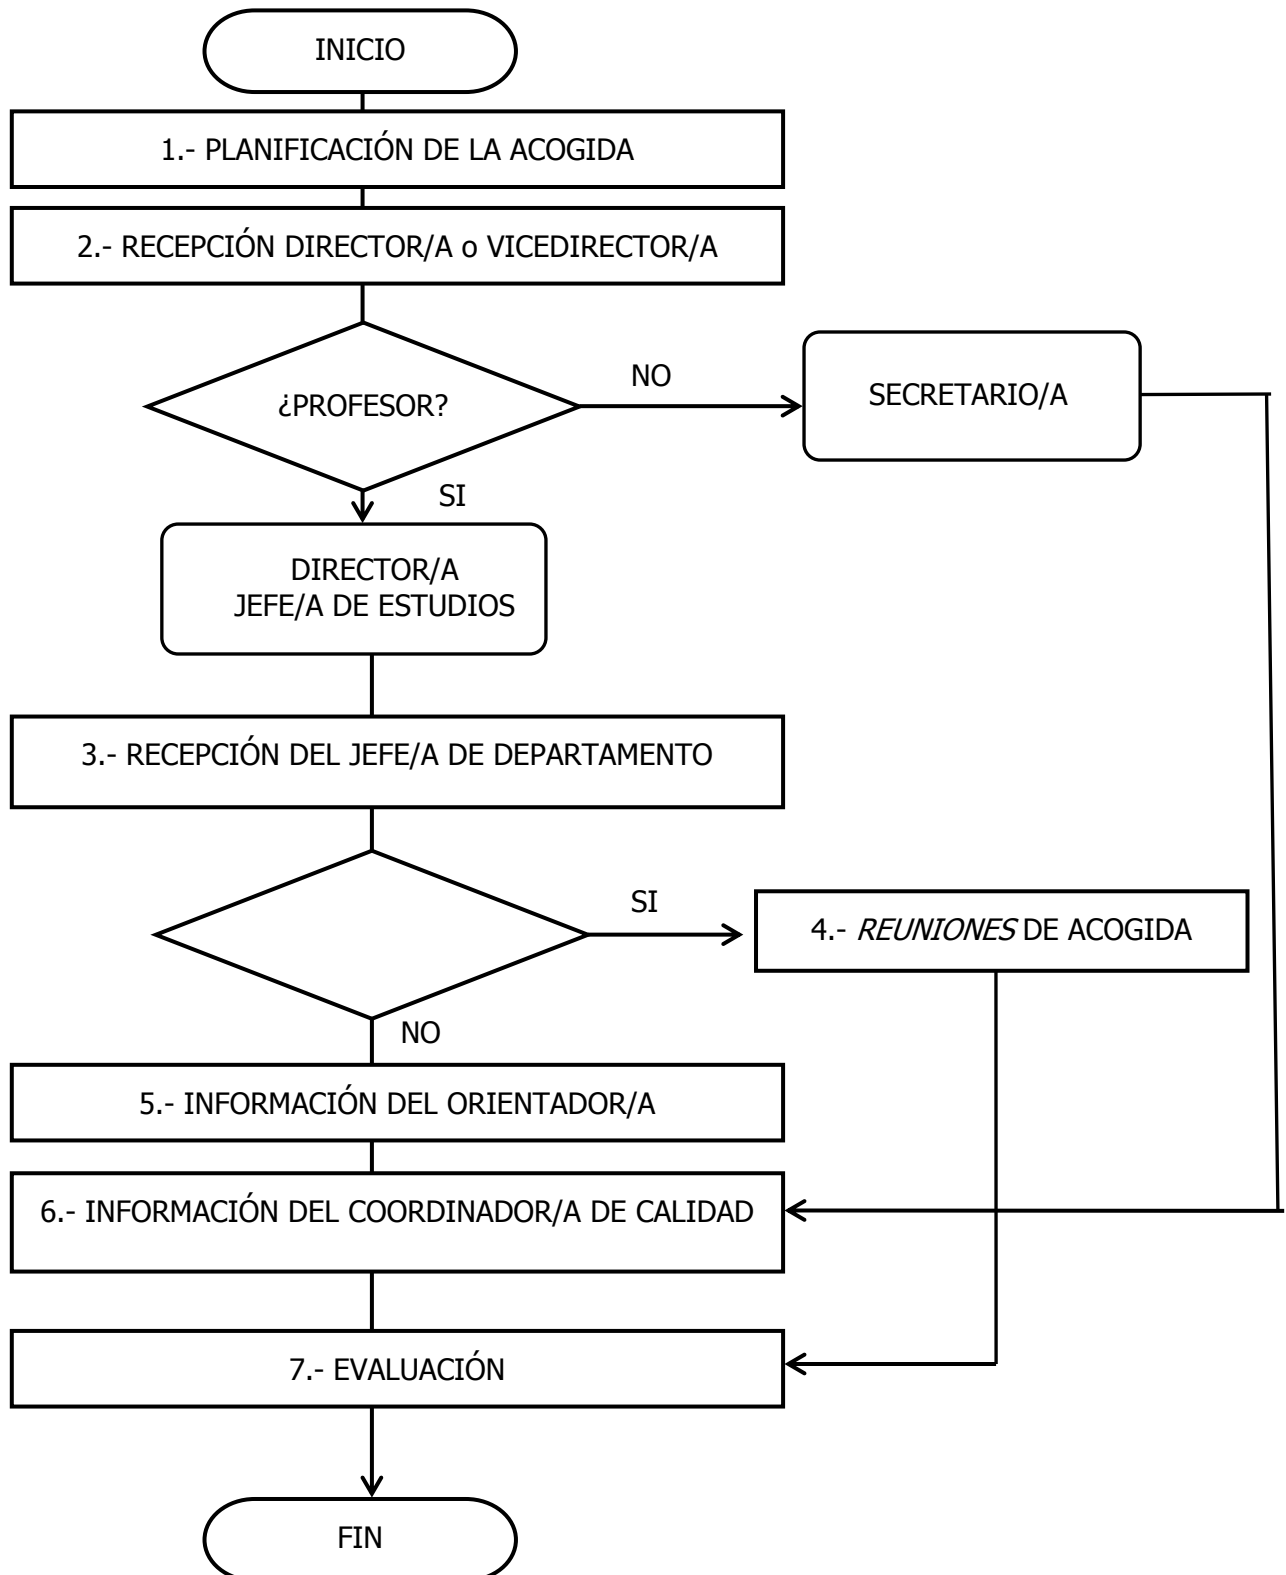 INICIO
1.- PLANIFICACIÓN DE LA ACOGIDA
2.- RECEPCIÓN DIRECTOR/A o VICEDIRECTOR/A
¿PROFESOR?
NO
SECRETARIO/A
SI
DIRECTOR/A
JEFE/A DE ESTUDIOS
3.- RECEPCIÓN DEL JEFE/A DE DEPARTAMENTO
SI
4.- REUNIONES DE ACOGIDA
NO
5.- INFORMACIÓN DEL ORIENTADOR/A
6.- INFORMACIÓN DEL COORDINADOR/A DE CALIDAD
7.- EVALUACIÓN
FIN